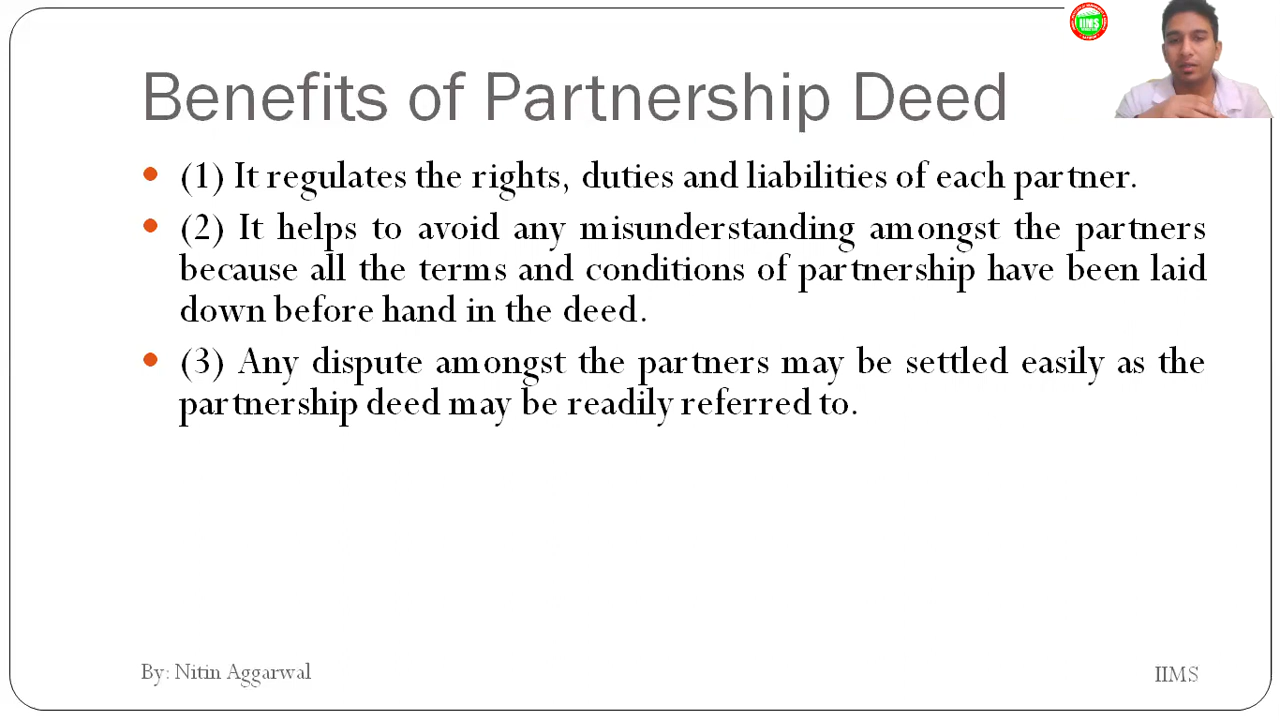 IIMS
Benefits of Partnership Deed
(1) It regulates the rights, duties and liabilities of each partner.
(2) It helps to avoid any misunderstanding amongst the partners
because all the terms and conditions of partnership have been laid
down before hand in the deed.
(3) Any dispute amongst the partners may be settled easily as the
partnership deed may be readily referred to.
By: Nitin Aggarwal
IIMS